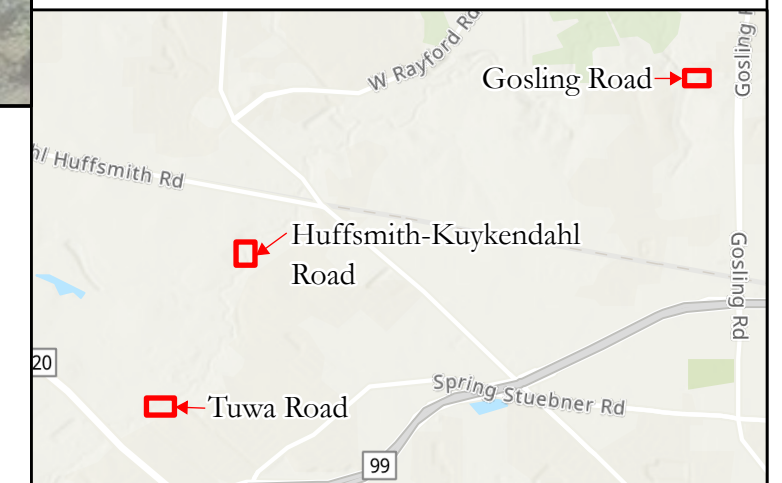 W Rayford Rd
Gosling Road
Gosling
hl Huffsmith Rd
Huffsmith-Kuykendahl
Road
Gosling Rd
20
Tuwa Road
Spring Stuebner Rd
99